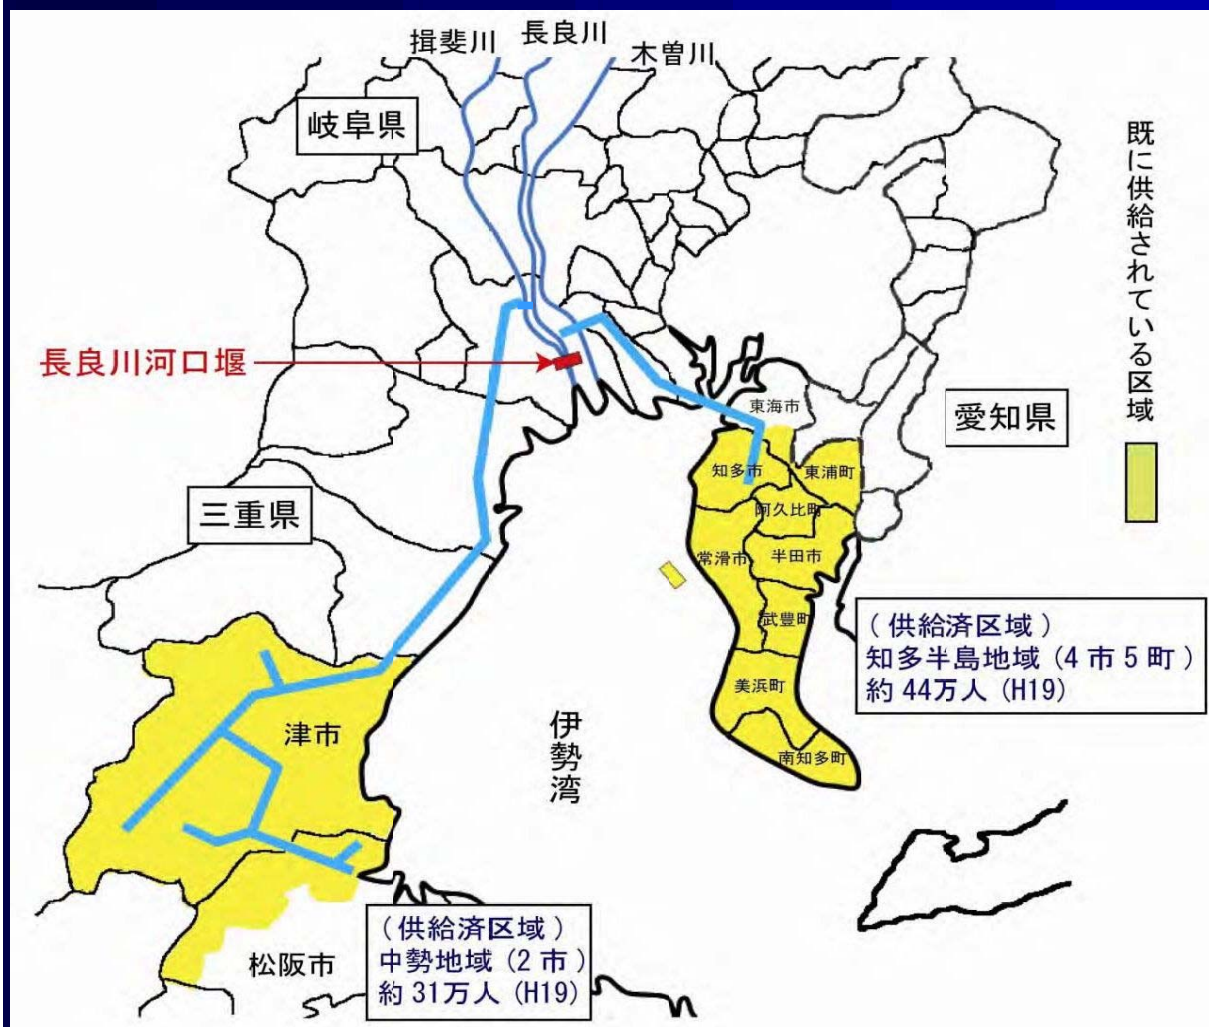 揖斐川
長良川
木曽川
岐阜県
既に供給されている区域
長良川河口堰
愛知県
東海市
知多市
東浦町
阿久比町
三重県
常滑市
半田市
武豊町
(供給済区域)
知多半島地域(4市5町)
約44万人(H19)
美浜町
南知多町
伊勢湾
津市
(供給済区域)
中勢地域(2市)
約31万人(H19)
松阪市